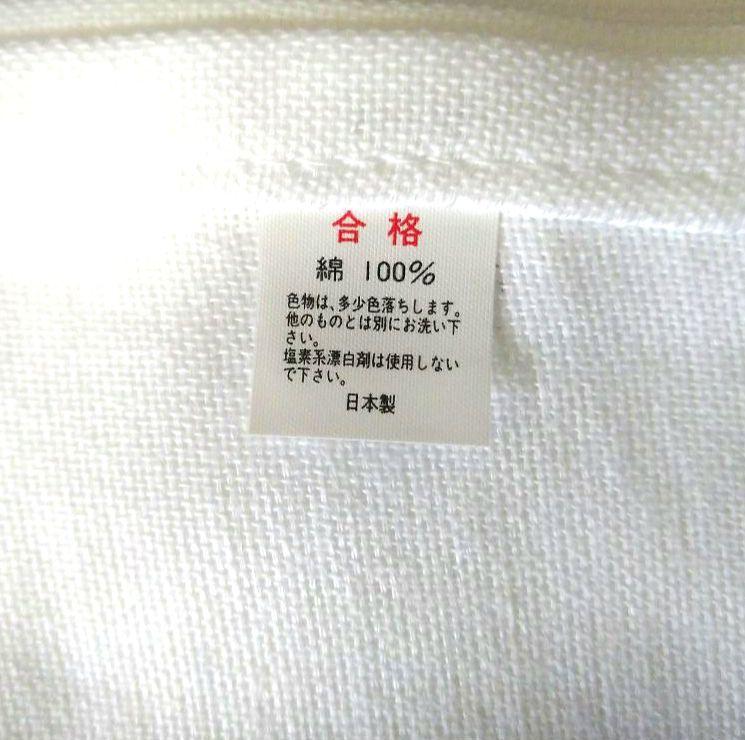 合格
綿 100%
色物は、多少色落ちします。
他のものとは別にお洗い下
さい。
塩素系漂白剤は使用しない
で下さい。
日本製